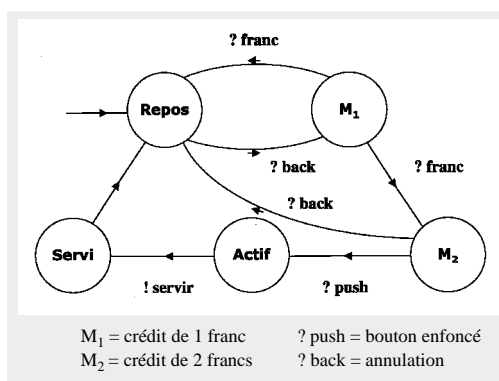 ? franc
Repos
M₁
? back
? franc
? back
Servi
Actif
M₂
! servir
? push
M₁ = crédit de 1 franc ? push = bouton enfoncé
M₂ = crédit de 2 francs ? back = annulation